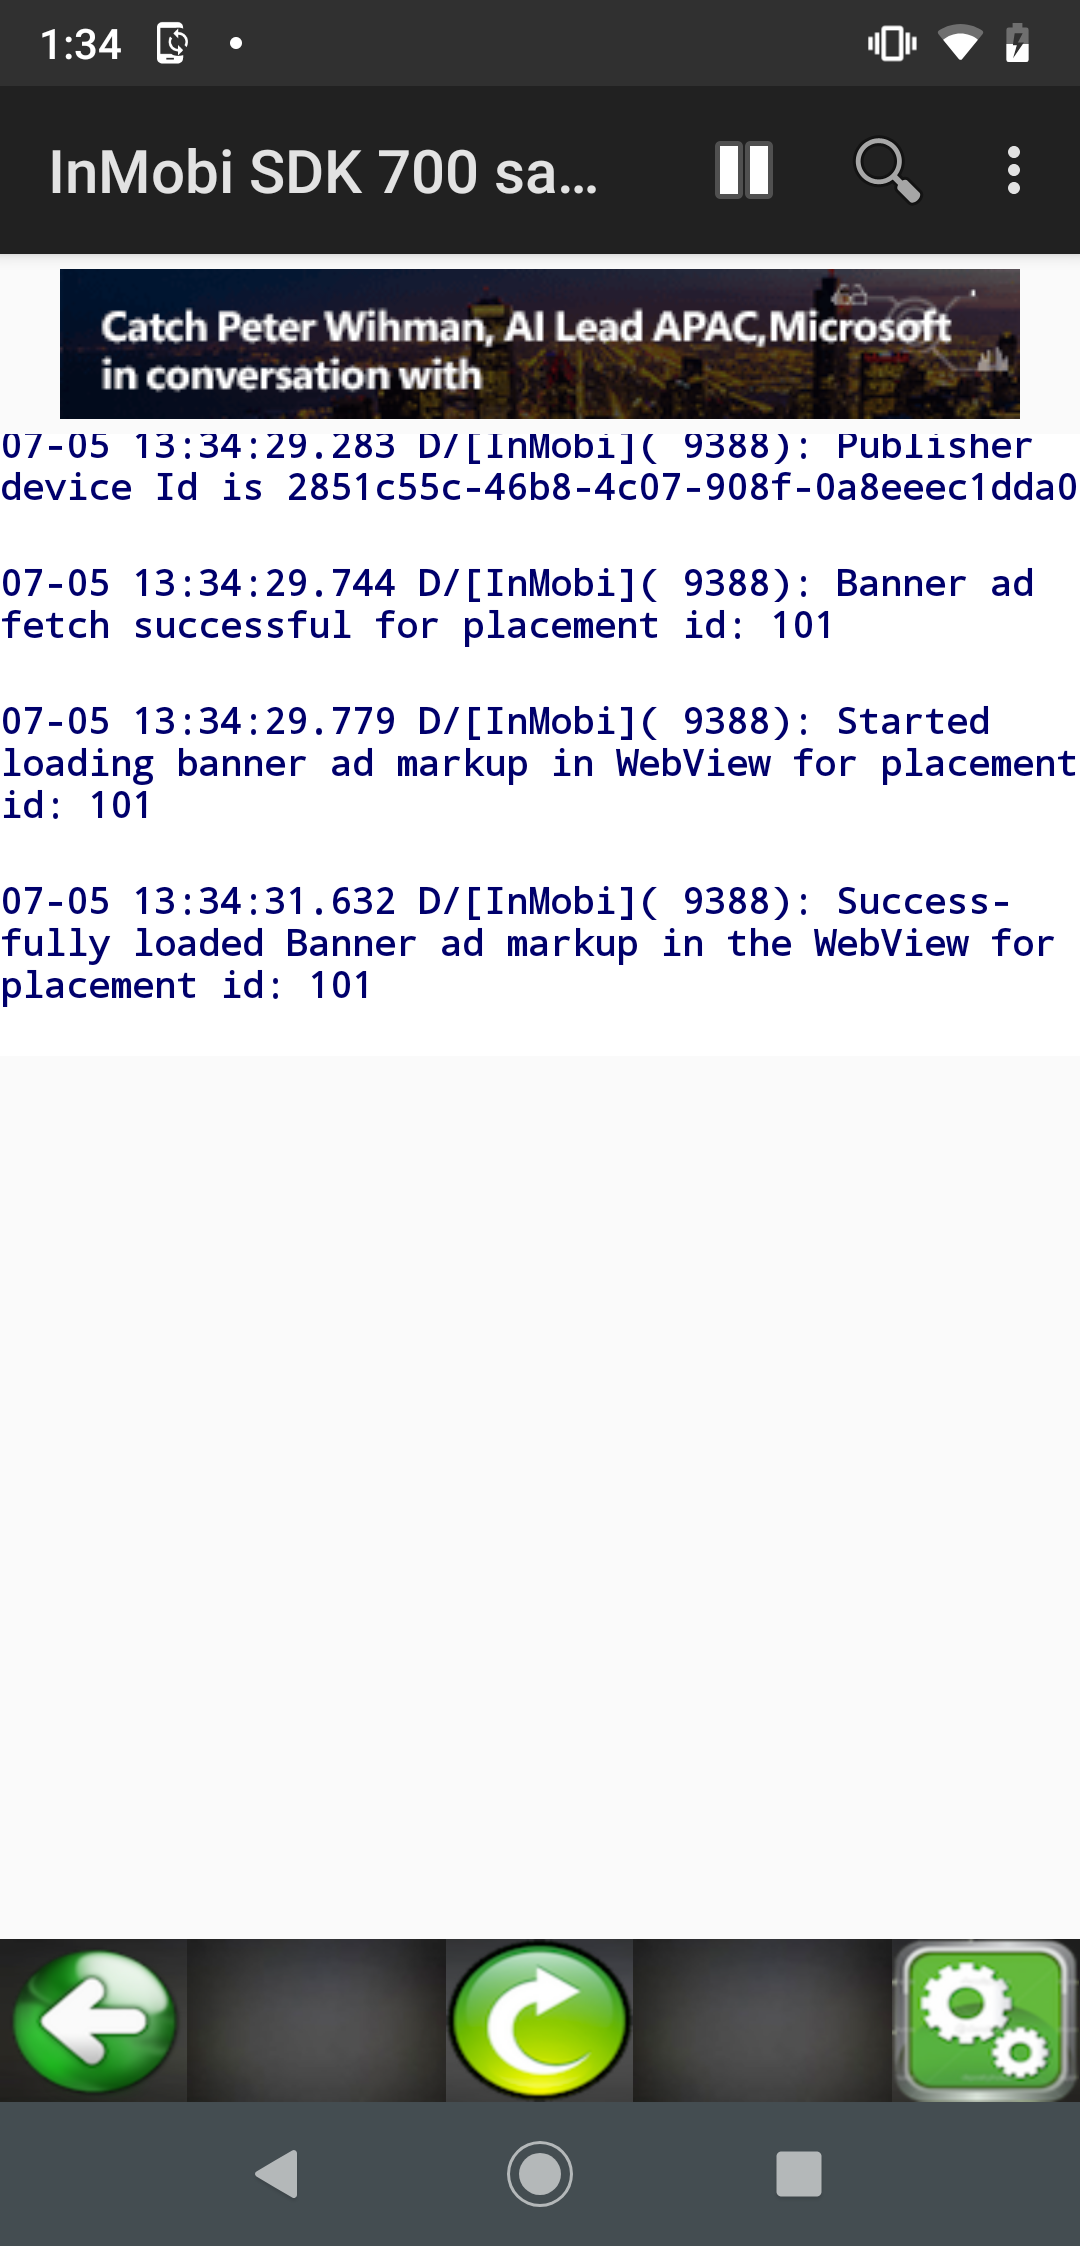 1:34
InMobi SDK 700 sa...
Catch Peter Wihman, AI Lead APAC,Microsoft
in conversation with
07-05 13:34:29.283 D/[InMobi]( 9388): Publisher
device Id is 2851c55c-46b8-4c07-908f-0a8eeec1dda0
07-05 13:34:29.744 D/[InMobi]( 9388): Banner ad
fetch successful for placement id: 101
07-05 13:34:29.779 D/[InMobi]( 9388): Started
loading banner ad markup in WebView for placement
id: 101
07-05 13:34:31.632 D/[InMobi]( 9388): Success-
fully loaded Banner ad markup in the WebView for
placement id: 101